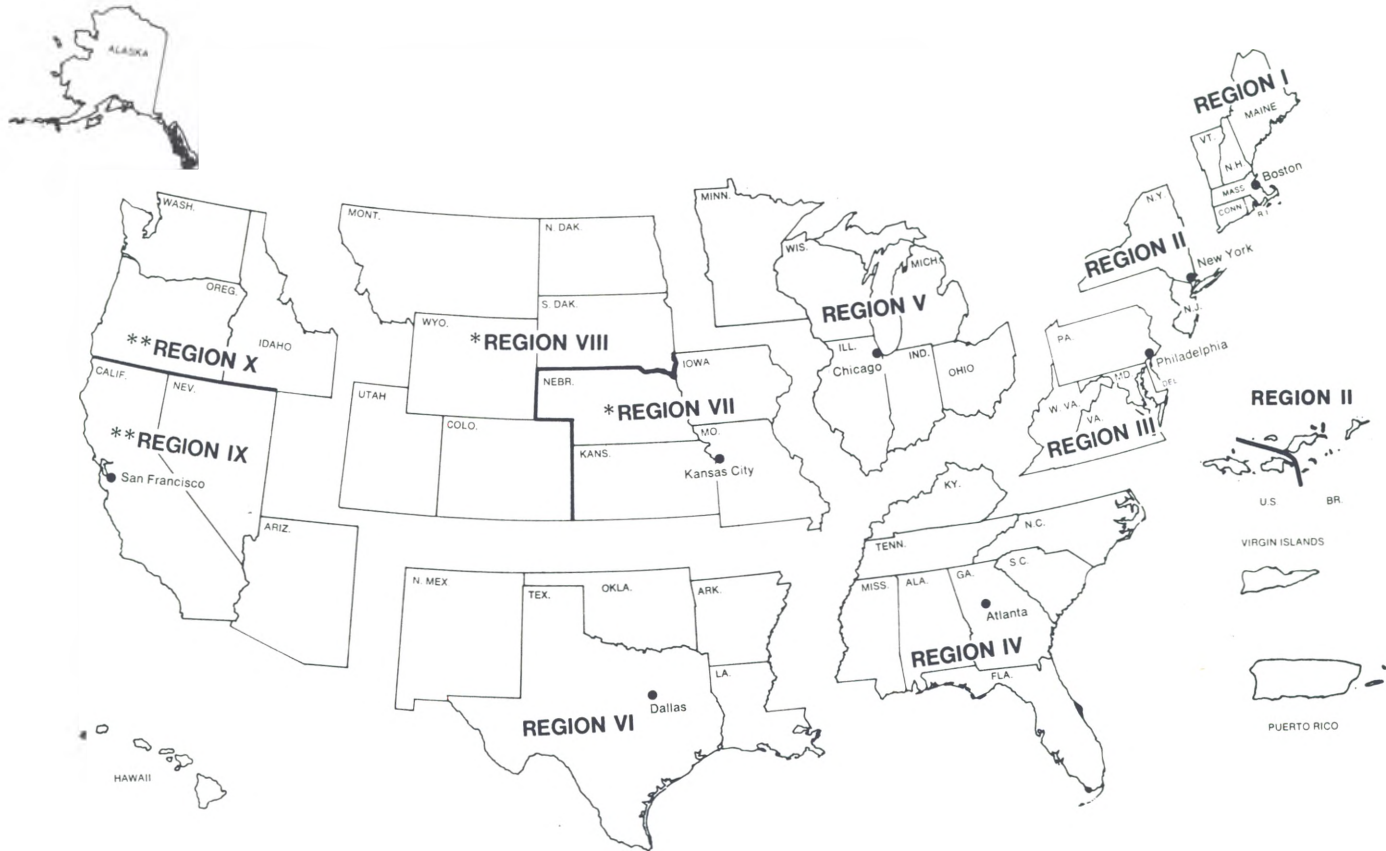 ALASKA
REGION I
MAINE
VT.
N.H.
MASS
Boston
CONN
R.I.
N.Y.
REGION II
New York
N.J.
WASH.
OREG.
IDAHO
**REGION X
MONT.
N. DAK.
S. DAK.
WYO.
*REGION VIII
UTAH
COLO.
MINN.
WIS.
MICH.
REGION V
ILL.
Chicago
IND.
OHIO
PA.
Philadelphia
MD.
DEL
W. VA.
VA.
REGION III
CALIF.
NEV.
**REGION IX
San Francisco
ARIZ.
NEBR.
IOWA
*REGION VII
MO.
KANS.
Kansas City
REGION II
U.S
BR.
VIRGIN ISLANDS
PUERTO RICO
KY.
TENN.
N.C.
S.C.
MISS.
ALA.
GA.
Atlanta
REGION IV
FLA.
N. MEX
TEX.
OKLA.
ARK.
LA.
Dallas
REGION VI
HAWAII